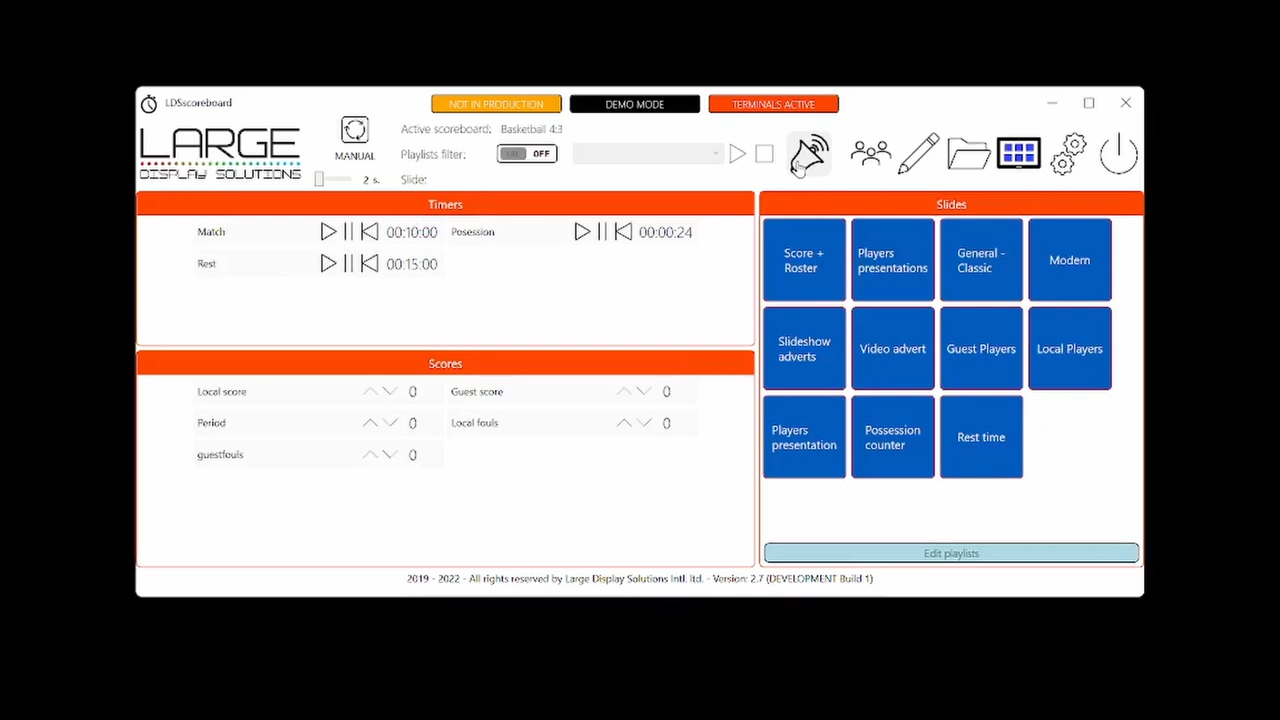 LDSscoreboard
NOT IN PRODUCTION
DEMO MODE
TERMINALS ACTIVE
LARGE
DISPLAY SOLUTIONS
MANUAL
2 s.
Active scoreboard: Basketball 4:3
Playlists filter:
OFF
Slide:
Timers
Match 00:10:00
Posession 00:00:24
Rest 00:15:00
Scores
Local score 0
Guest score 0
Period 0
Local fouls 0
guestfouls 0
Slides
Score +
Roster
Players
presentations
General -
Classic
Modern
Slideshow
adverts
Video advert
Guest Players
Local Players
Players
presentation
Possession
counter
Rest time
Edit playlists
2019 - 2022 - All rights reserved by Large Display Solutions Intl. ltd. - Version: 2.7 (DEVELOPMENT Build 1)